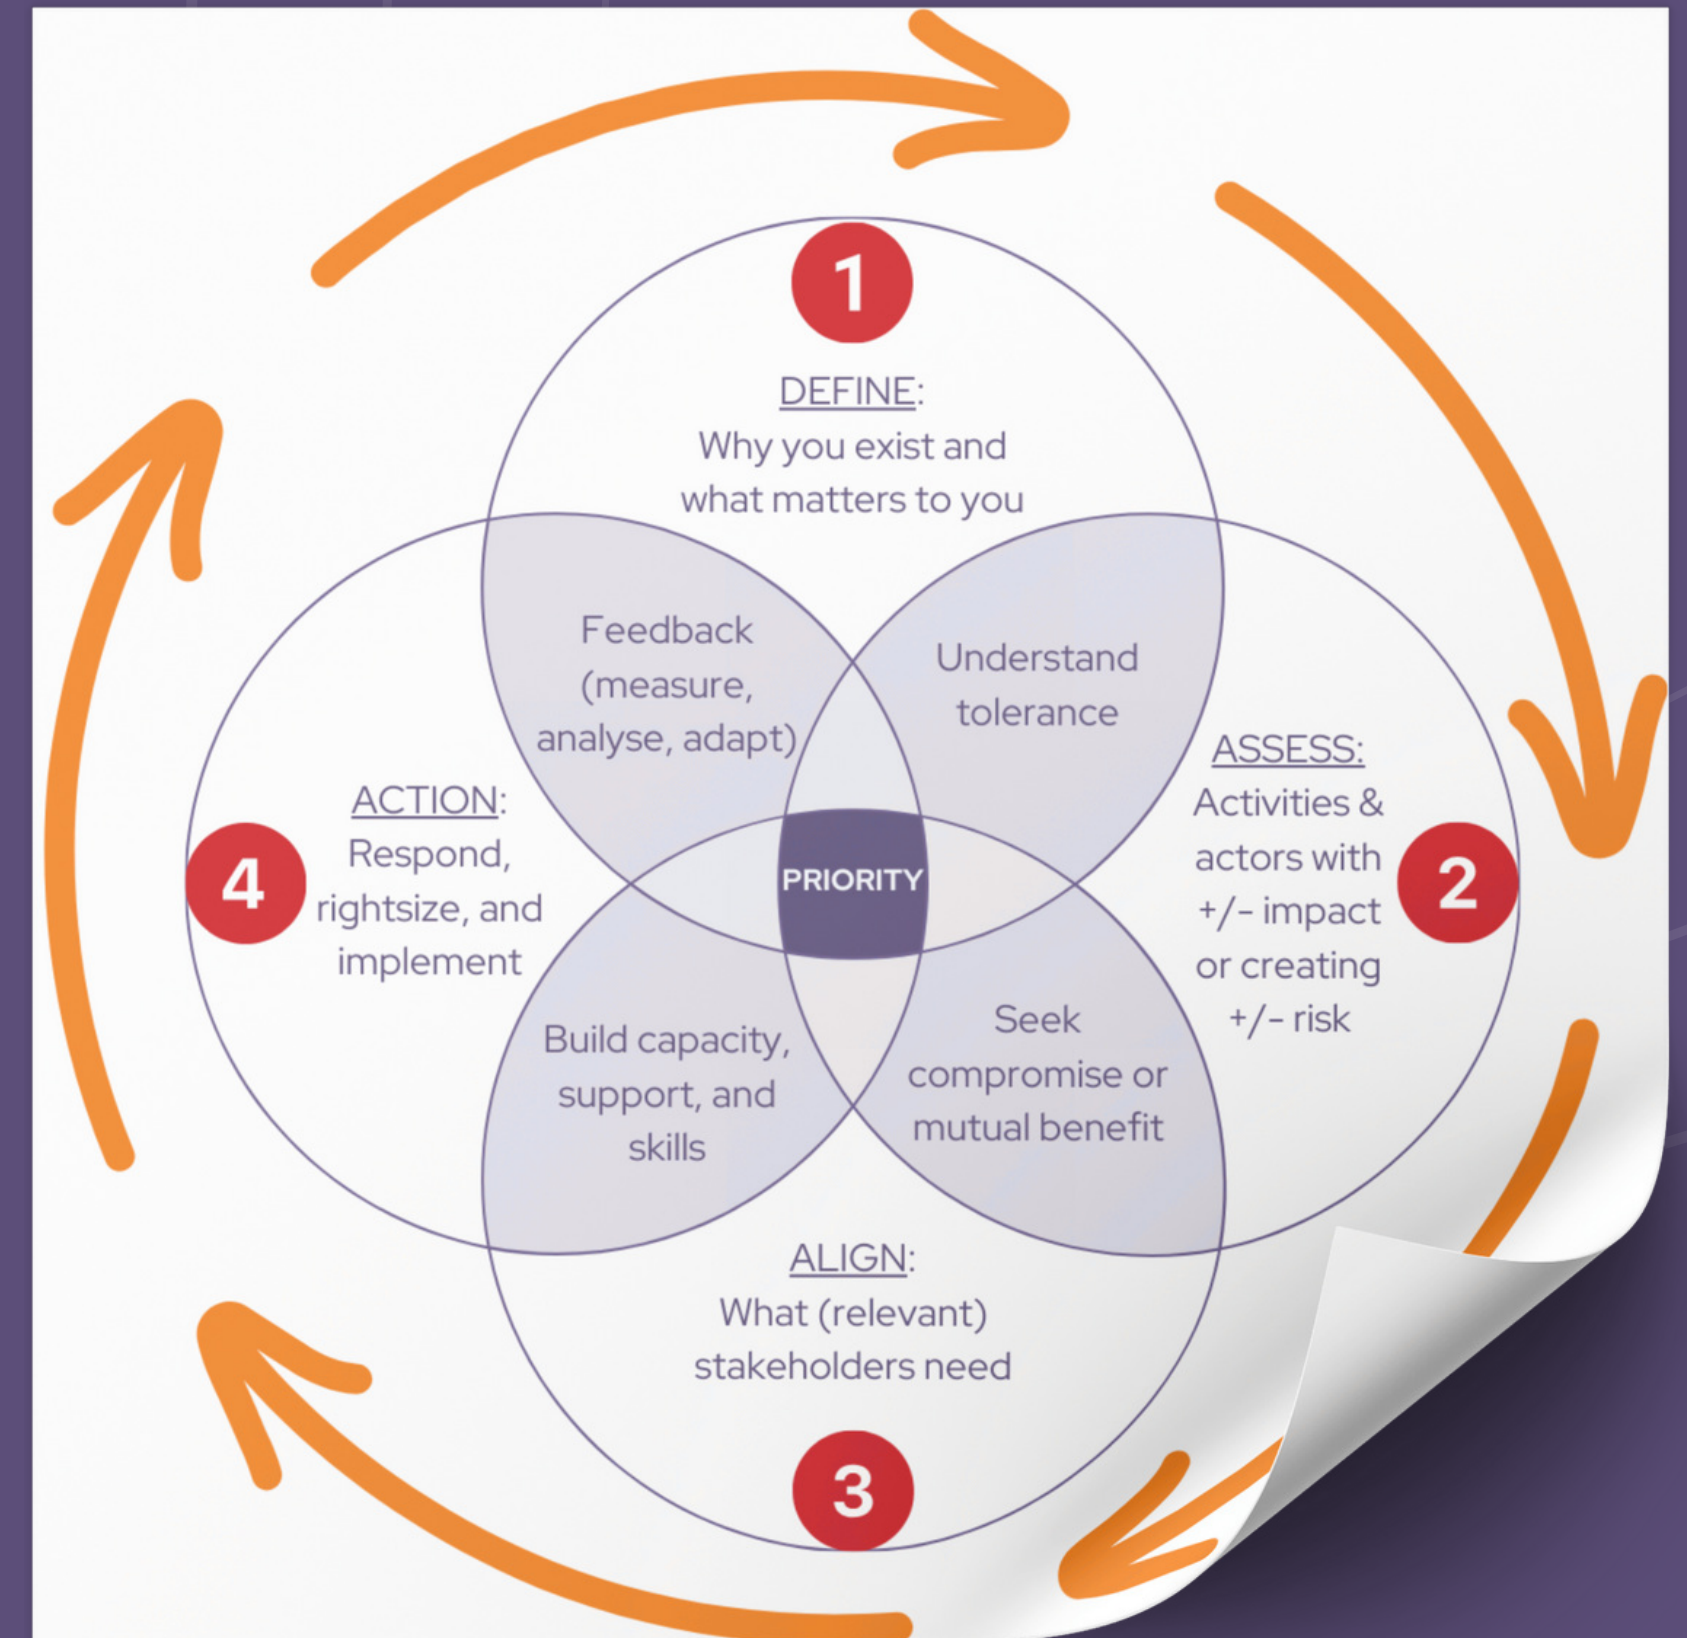 1
DEFINE:
Why you exist and
what matters to you
Feedback
(measure,
analyse, adapt)
Understand
tolerance
ASSESS:
Activities &
actors with
+/- impact
or creating
+/- risk
2
ACTION:
Respond,
rightsize, and
implement
4
PRIORITY
Build capacity,
support, and
skills
Seek
compromise or
mutual benefit
ALIGN:
What (relevant)
stakeholders need
3